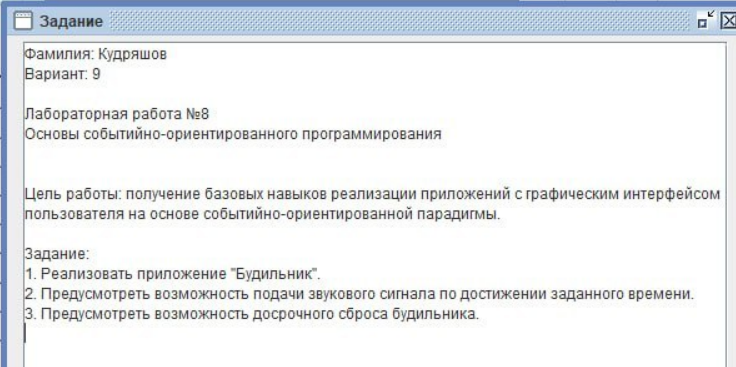 Задание
Фамилия: Кудряшов
Вариант: 9
Лабораторная работа №8
Основы событийно-ориентированного программирования
Цель работы: получение базовых навыков реализации приложений с графическим интерфейсом
пользователя на основе событийно-ориентированной парадигмы.
Задание:
1. Реализовать приложение "Будильник".
2. Предусмотреть возможность подачи звукового сигнала по достижении заданного времени.
3. Предусмотреть возможность досрочного сброса будильника.